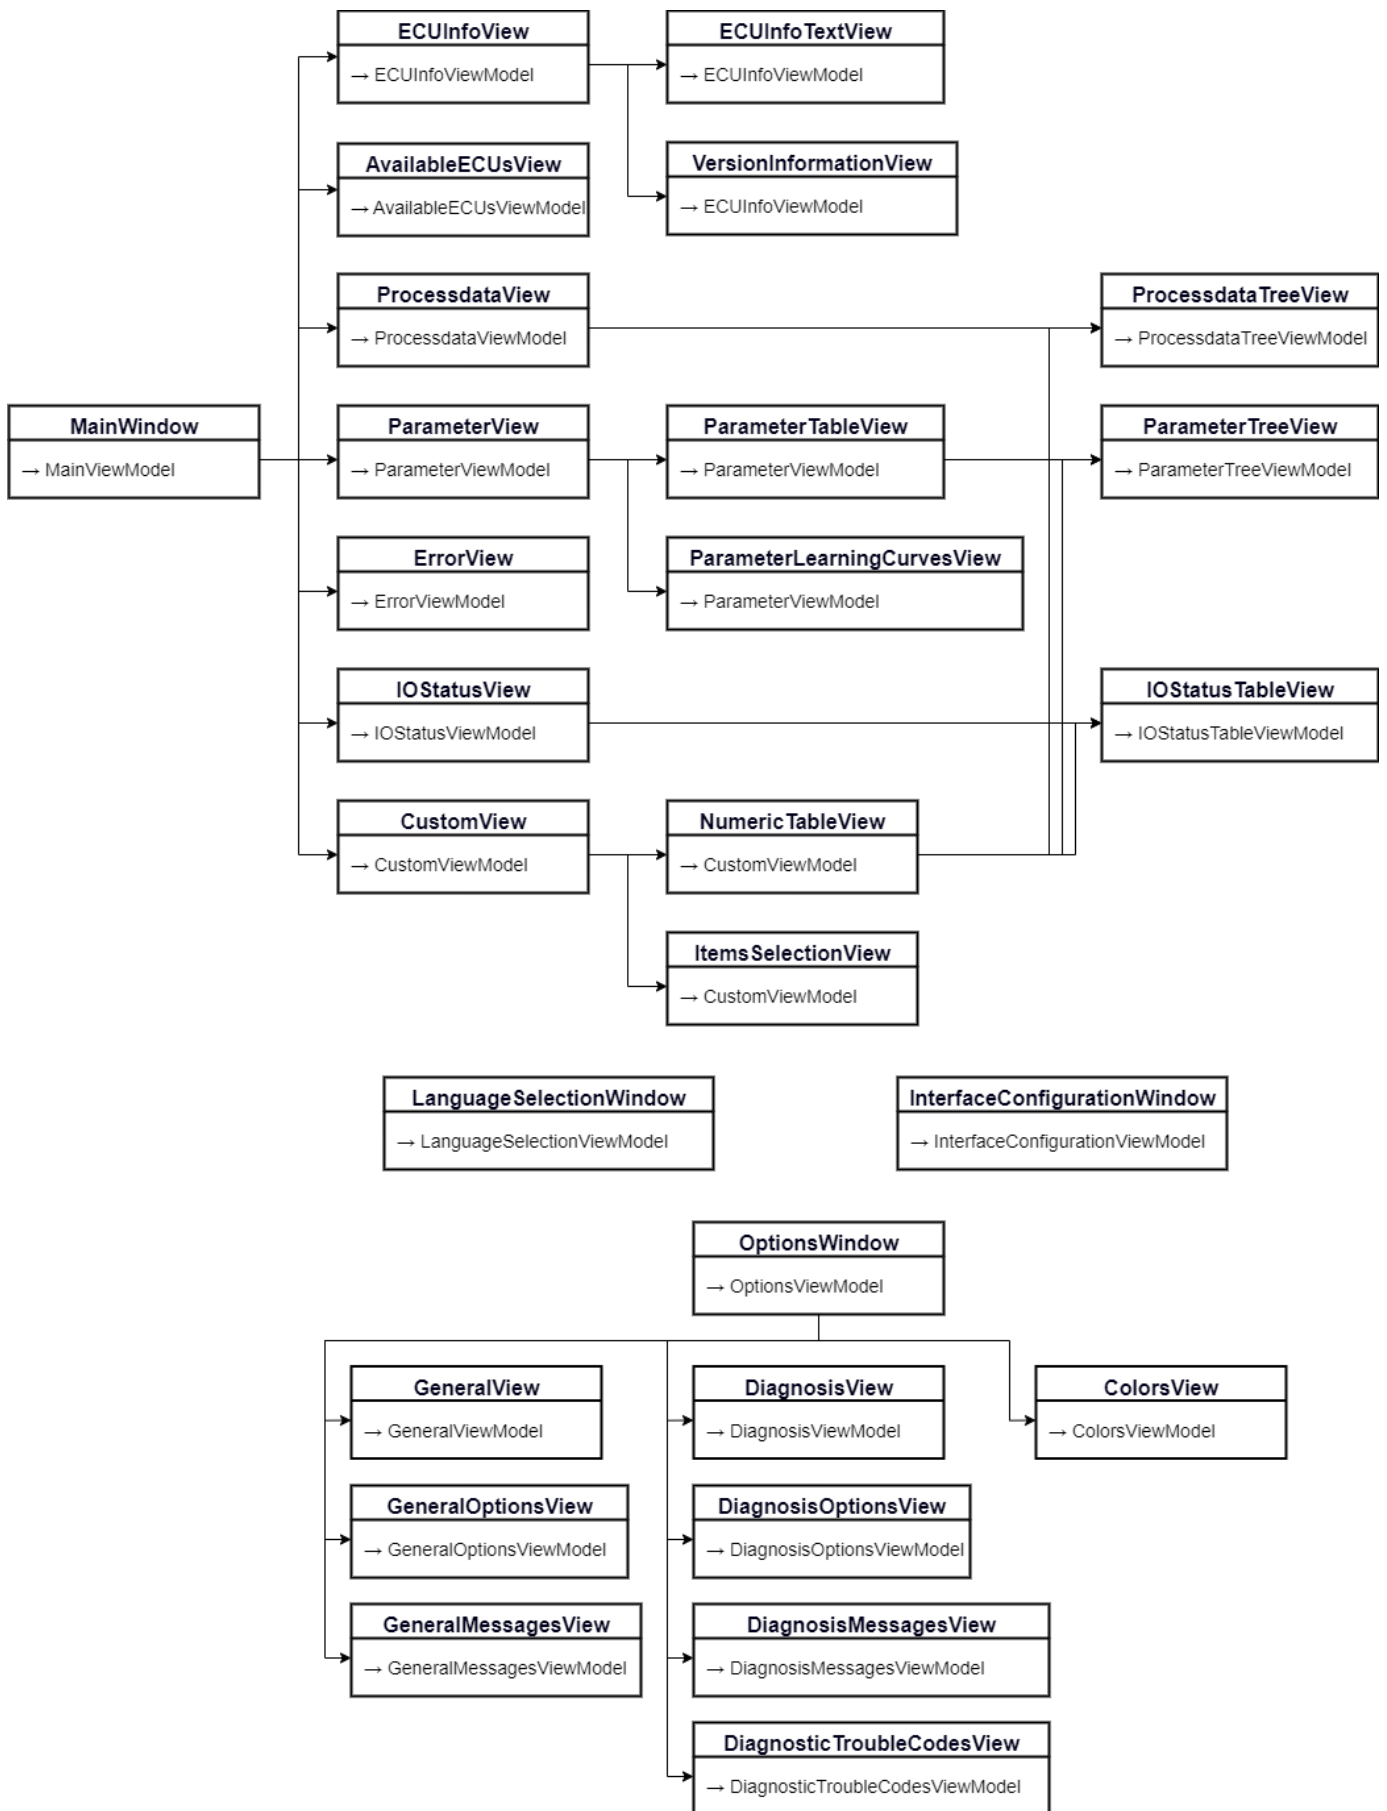 ECUInfoView
→ ECUInfoViewModel
ECUInfoTextView
→ ECUInfoViewModel
AvailableECUsView
→ AvailableECUsViewModel
VersionInformationView
→ ECUInfoViewModel
ProcessdataView
→ ProcessdataViewModel
ProcessdataTreeView
→ ProcessdataTreeViewModel
MainWindow
→ MainViewModel
ParameterView
→ ParameterViewModel
ParameterTableView
→ ParameterViewModel
ParameterTreeView
→ ParameterTreeViewModel
ErrorView
→ ErrorViewModel
ParameterLearningCurvesView
→ ParameterViewModel
IOStatusView
→ IOStatusViewModel
IOStatusTableView
→ IOStatusTableViewModel
CustomView
→ CustomViewModel
NumericTableView
→ CustomViewModel
ItemsSelectionView
→ CustomViewModel
LanguageSelectionWindow
→ LanguageSelectionViewModel
InterfaceConfigurationWindow
→ InterfaceConfigurationViewModel
OptionsWindow
→ OptionsViewModel
GeneralView
→ GeneralViewModel
DiagnosisView
→ DiagnosisViewModel
ColorsView
→ ColorsViewModel
GeneralOptionsView
→ GeneralOptionsViewModel
DiagnosisOptionsView
→ DiagnosisOptionsViewModel
GeneralMessagesView
→ GeneralMessagesViewModel
DiagnosisMessagesView
→ DiagnosisMessagesViewModel
DiagnosticTroubleCodesView
→ DiagnosticTroubleCodesViewModel